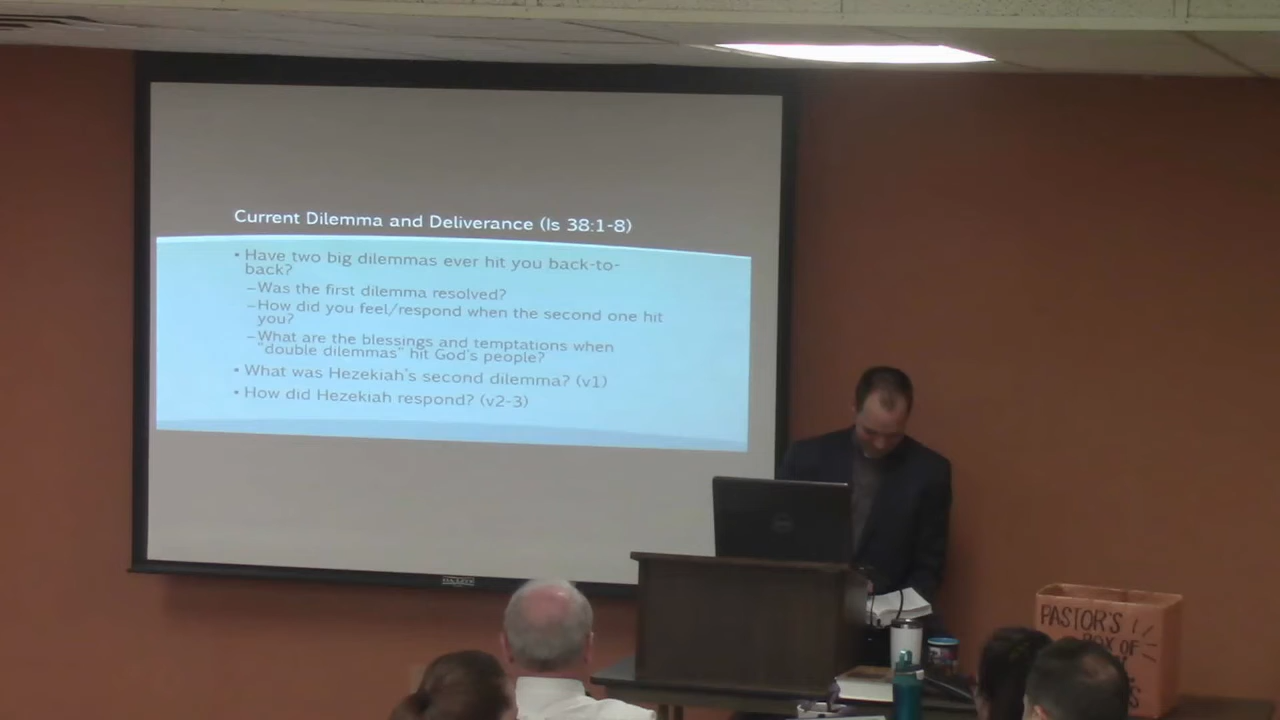 Current Dilemma and Deliverance (Is 38:1-8)
• Have two big dilemmas ever hit you back-to-
back?
–Was the first dilemma resolved?
–How did you feel/respond when the second one hit
you?
–What are the blessings and temptations when
"double dilemmas" hit God's people?
• What was Hezekiah's second dilemma? (v1)
• How did Hezekiah respond? (v2-3)
PASTOR'S
BOX OF